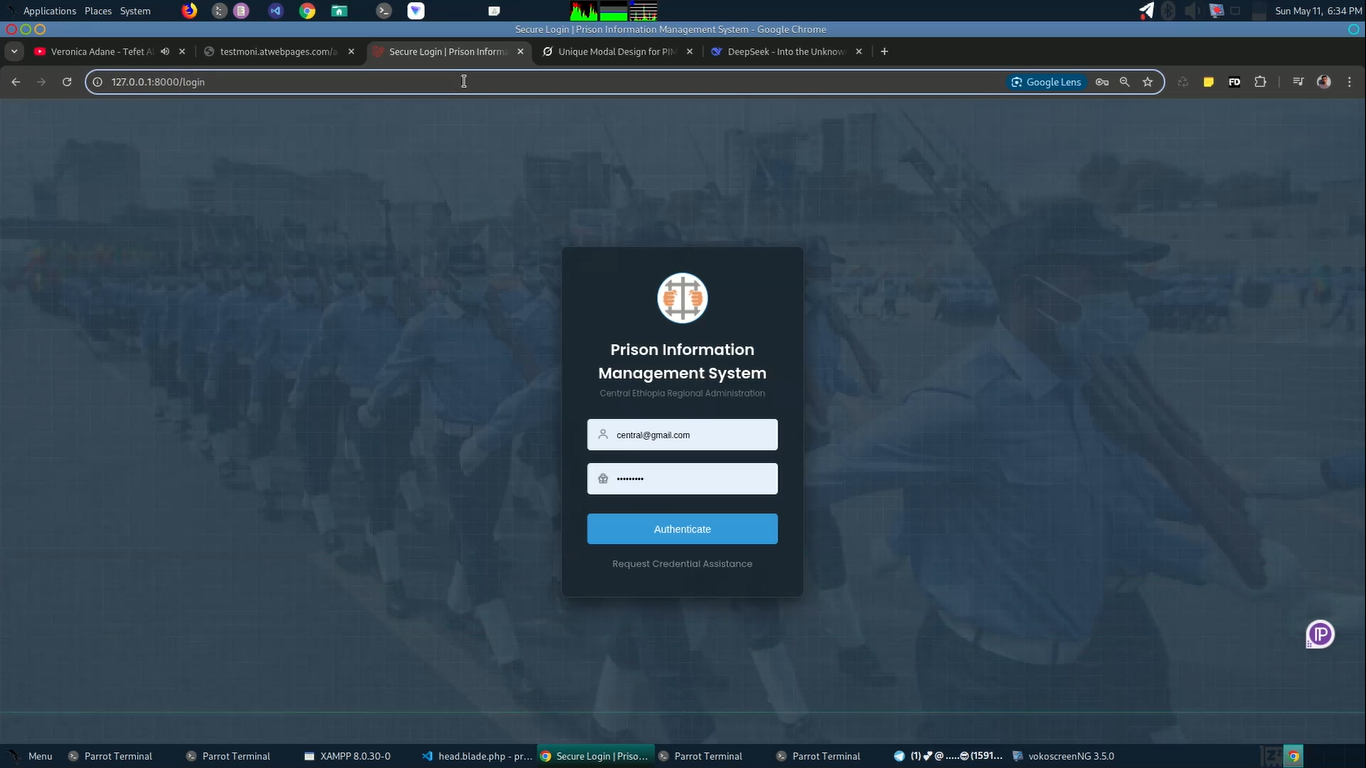 Applications Places System
Sun May 11, 6:34 PM
Secure Login | Prison Information Management System - Google Chrome
Veronica Adane - Tefet A
testmoni.atwebpages.com/a
Secure Login | Prison Inform
Unique Modal Design for PIM
DeepSeek - Into the Unknow
127.0.0.1:8000/login
Google Lens
FD
Prison Information
Management System
Central Ethiopia Regional Administration
central@gmail.com
•••••••••
Authenticate
Request Credential Assistance
IP
Menu
Parrot Terminal
Parrot Terminal
XAMPP 8.0.30-0
head.blade.php - pr...
Secure Login | Priso...
Parrot Terminal
Parrot Terminal
(1) 💕 @ .....😎 (1591...
vokoscreenNG 3.5.0